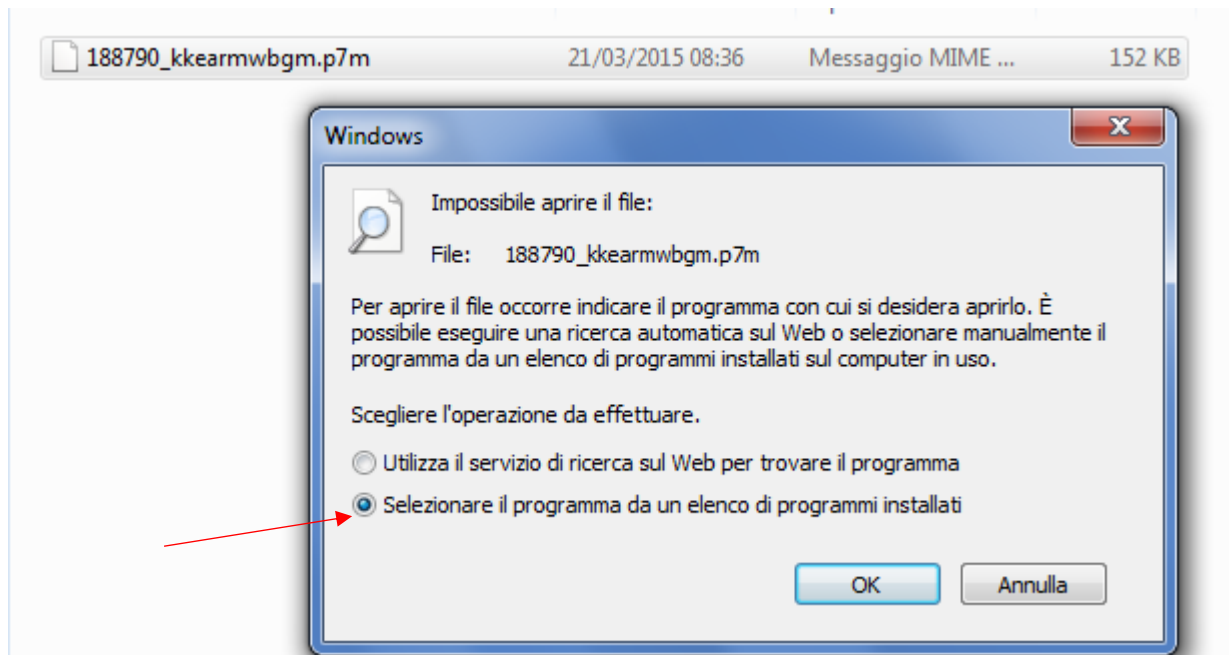 188790_kkearmwbgm.p7m 21/03/2015 08:36 Messaggio MIME ... 152 KB
Windows
Impossibile aprire il file:
File: 188790_kkearmwbgm.p7m
Per aprire il file occorre indicare il programma con cui si desidera aprirlo. È
possibile eseguire una ricerca automatica sul Web o selezionare manualmente il
programma da un elenco di programmi installati sul computer in uso.
Scegliere l'operazione da effettuare.
Utilizza il servizio di ricerca sul Web per trovare il programma
Selezionare il programma da un elenco di programmi installati
OK Annulla